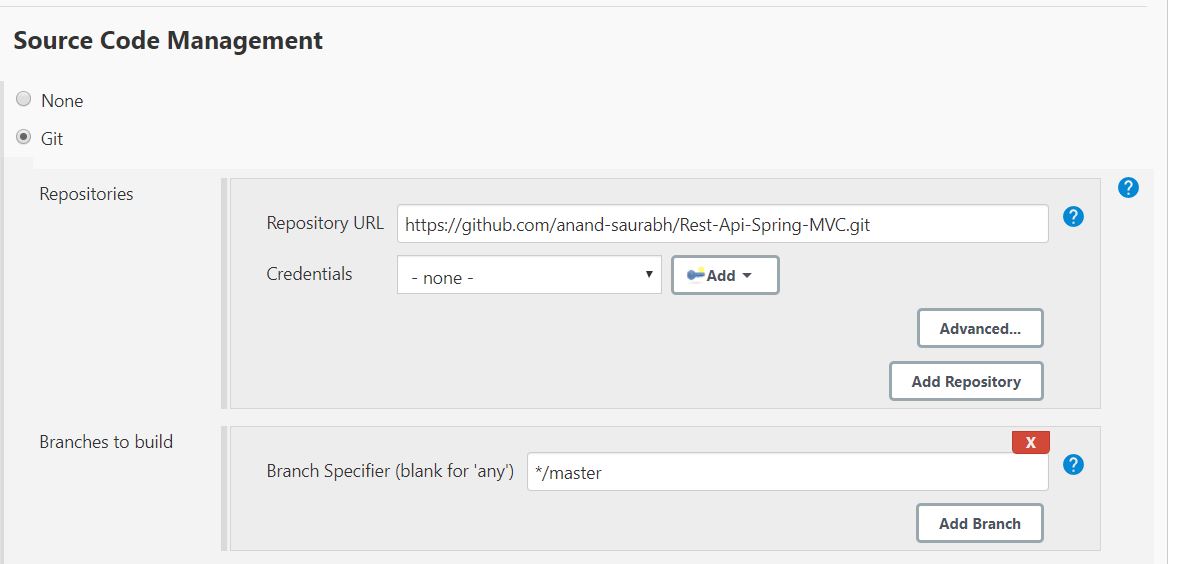 Source Code Management
None
Git
Repositories
?
Repository URL https://github.com/anand-saurabh/Rest-Api-Spring-MVC.git ?
Credentials - none - Add
Advanced...
Add Repository
Branches to build
X
Branch Specifier (blank for 'any') */master ?
Add Branch